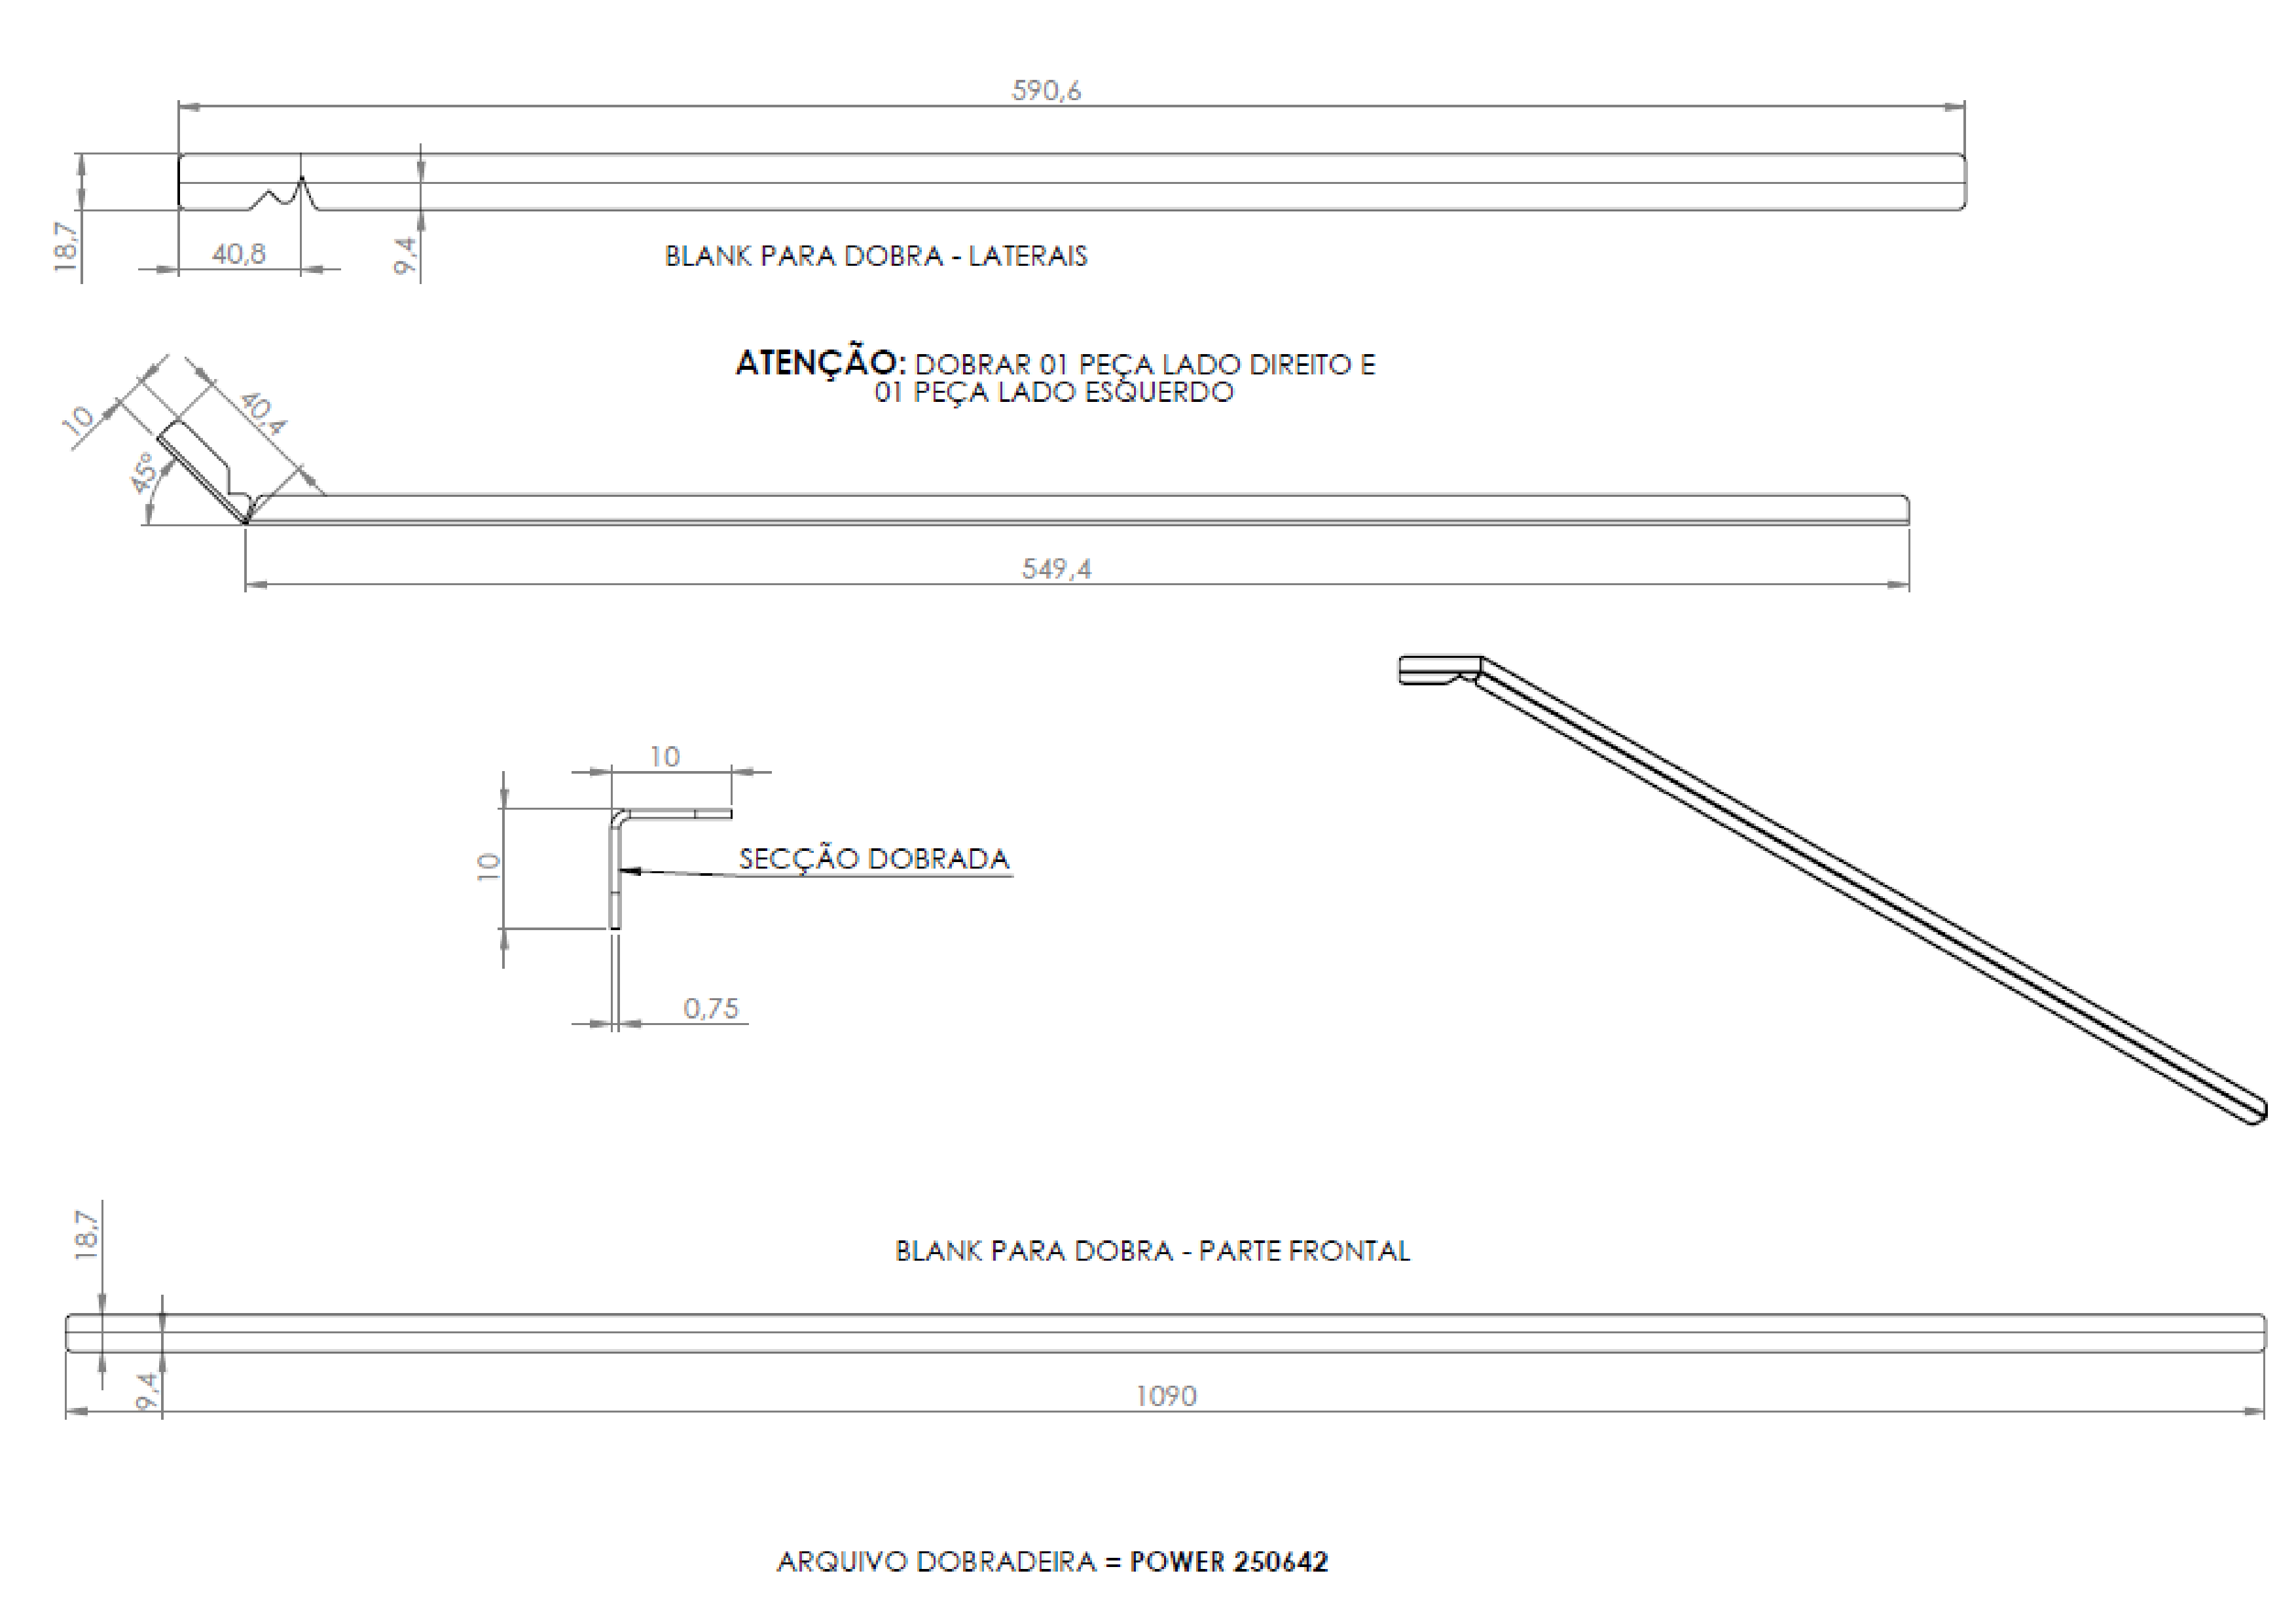 590,6
18,7
40,8
9,4
BLANK PARA DOBRA - LATERAIS
ATENÇÃO: DOBRAR 01 PEÇA LADO DIREITO E
01 PEÇA LADO ESQUERDO
10
40,4
45°
549,4
10
10
SECÇÃO DOBRADA
0,75
18,7
BLANK PARA DOBRA - PARTE FRONTAL
9,4
1090
ARQUIVO DOBRADEIRA = POWER 250642